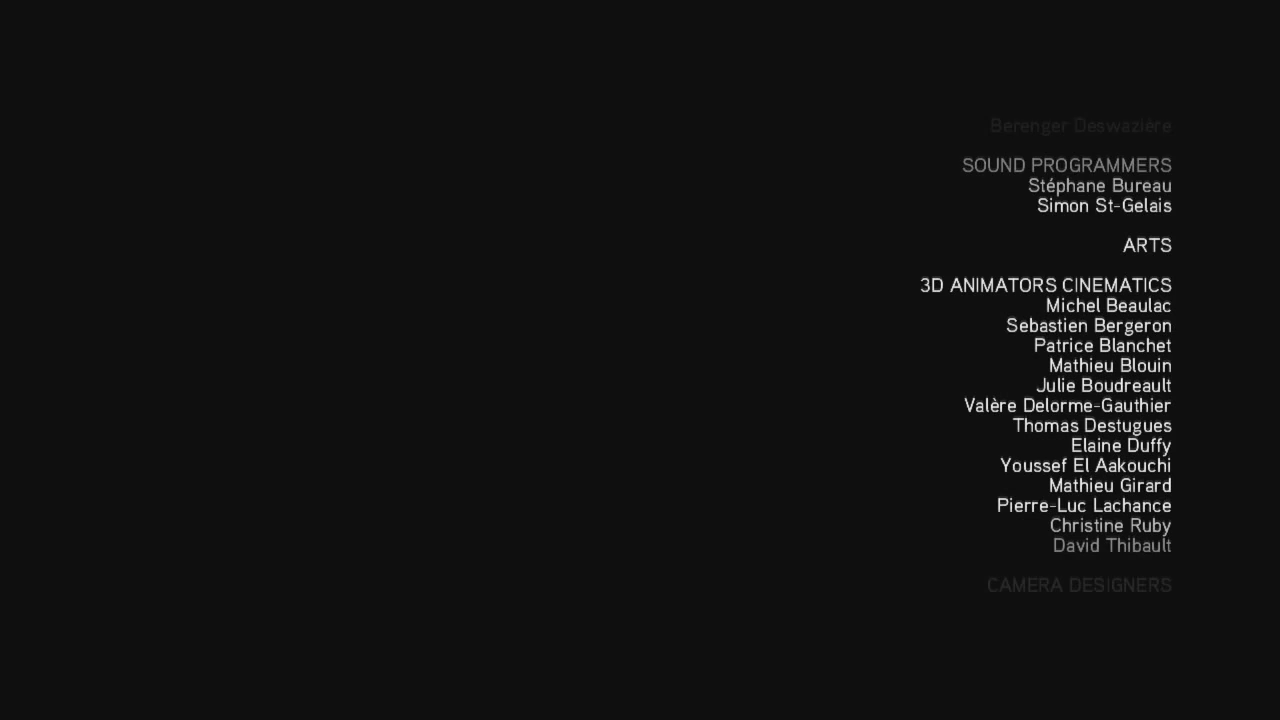 Berenger Deswazière
SOUND PROGRAMMERS
Stéphane Bureau
Simon St-Gelais
ARTS
3D ANIMATORS CINEMATICS
Michel Beaulac
Sebastien Bergeron
Patrice Blanchet
Mathieu Blouin
Julie Boudreault
Valère Delorme-Gauthier
Thomas Destugues
Elaine Duffy
Youssef El Aakouchi
Mathieu Girard
Pierre-Luc Lachance
Christine Ruby
David Thibault
CAMERA DESIGNERS